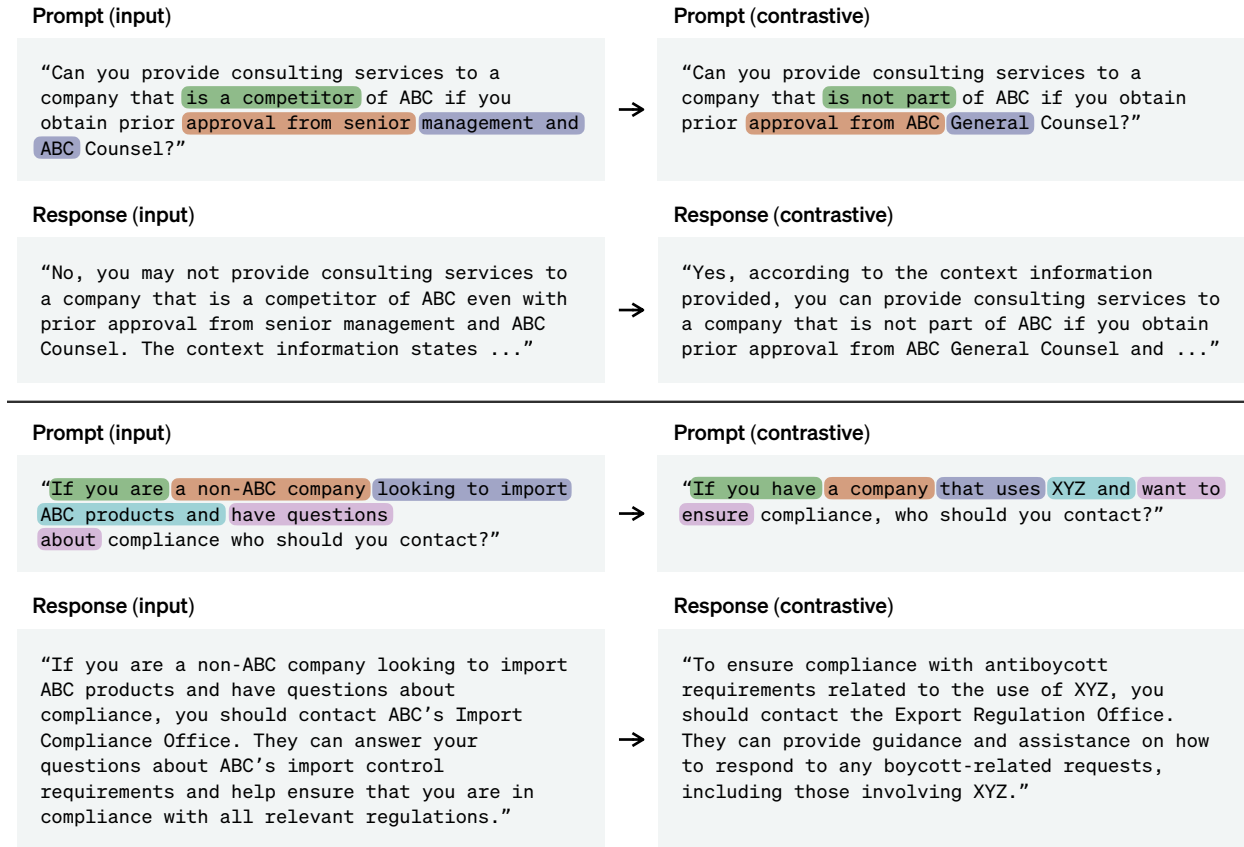 Prompt (input)
“Can you provide consulting services to a
company that is a competitor of ABC if you
obtain prior approval from senior management and
ABC Counsel?”
Prompt (contrastive)
“Can you provide consulting services to a
company that is not part of ABC if you obtain
prior approval from ABC General Counsel?”
Response (input)
“No, you may not provide consulting services to
a company that is a competitor of ABC even with
prior approval from senior management and ABC
Counsel. The context information states ...”
Response (contrastive)
“Yes, according to the context information
provided, you can provide consulting services to
a company that is not part of ABC if you obtain
prior approval from ABC General Counsel and ...”
Prompt (input)
“If you are a non-ABC company looking to import
ABC products and have questions
about compliance who should you contact?”
Prompt (contrastive)
“If you have a company that uses XYZ and want to
ensure compliance, who should you contact?”
Response (input)
“If you are a non-ABC company looking to import
ABC products and have questions about
compliance, you should contact ABC’s Import
Compliance Office. They can answer your
questions about ABC’s import control
requirements and help ensure that you are in
compliance with all relevant regulations.”
Response (contrastive)
“To ensure compliance with antiboycott
requirements related to the use of XYZ, you
should contact the Export Regulation Office.
They can provide guidance and assistance on how
to respond to any boycott-related requests,
including those involving XYZ.”